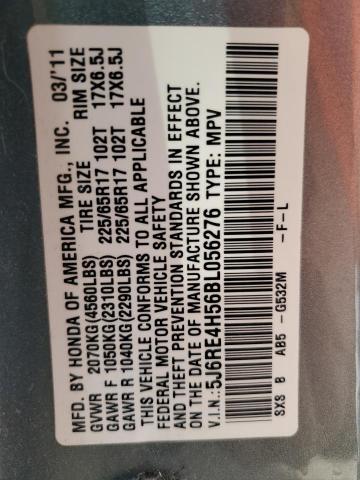 MFD. BY HONDA OF AMERICA MFG., INC. 03/'11
GVWR 2070KG(4560LBS) TIRE SIZE RIM SIZE
GAWR F 1050KG(2310LBS) 225/65R17 102T 17X6.5J
GAWR R 1040KG(2290LBS) 225/65R17 102T 17X6.5J
THIS VEHICLE CONFORMS TO ALL APPLICABLE
FEDERAL MOTOR VEHICLE SAFETY
AND THEFT PREVENTION STANDARDS IN EFFECT
ON THE DATE OF MANUFACTURE SHOWN ABOVE.
V.I.N.:5J6RE4H56BL056276 TYPE: MPV
SXS B AB5 -G532M -F-L